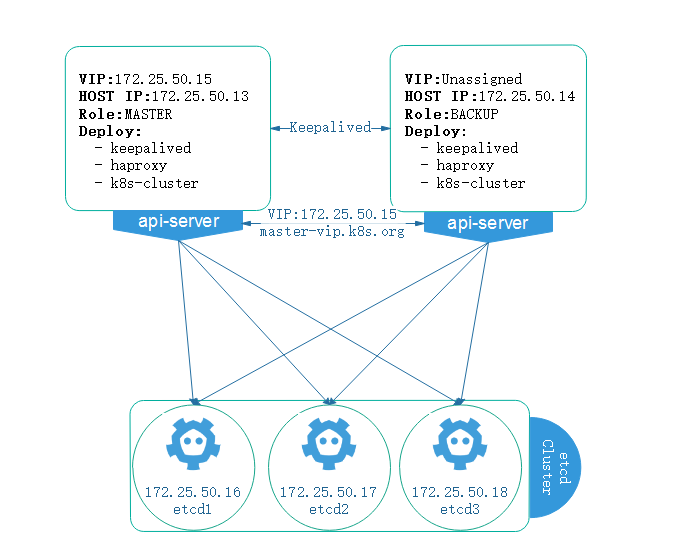 VIP:172.25.50.15
HOST IP:172.25.50.13
Role:MASTER
Deploy:
- keepalived
- haproxy
- k8s-cluster
api-server
Keepalived
VIP:172.25.50.15
master-vip.k8s.org
VIP:Unassigned
HOST IP:172.25.50.14
Role:BACKUP
Deploy:
- keepalived
- haproxy
- k8s-cluster
api-server
172.25.50.16
etcd1
172.25.50.17
etcd2
172.25.50.18
etcd3
etcd
Cluster